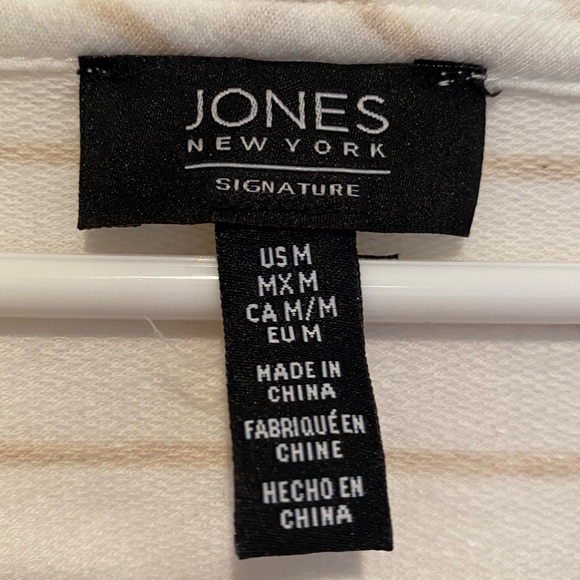 JONES
NEW YORK
SIGNATURE
US M
MX M
CA M/M
EU M
MADE IN
CHINA
FABRIQUÉ EN
CHINE
HECHO EN
CHINA